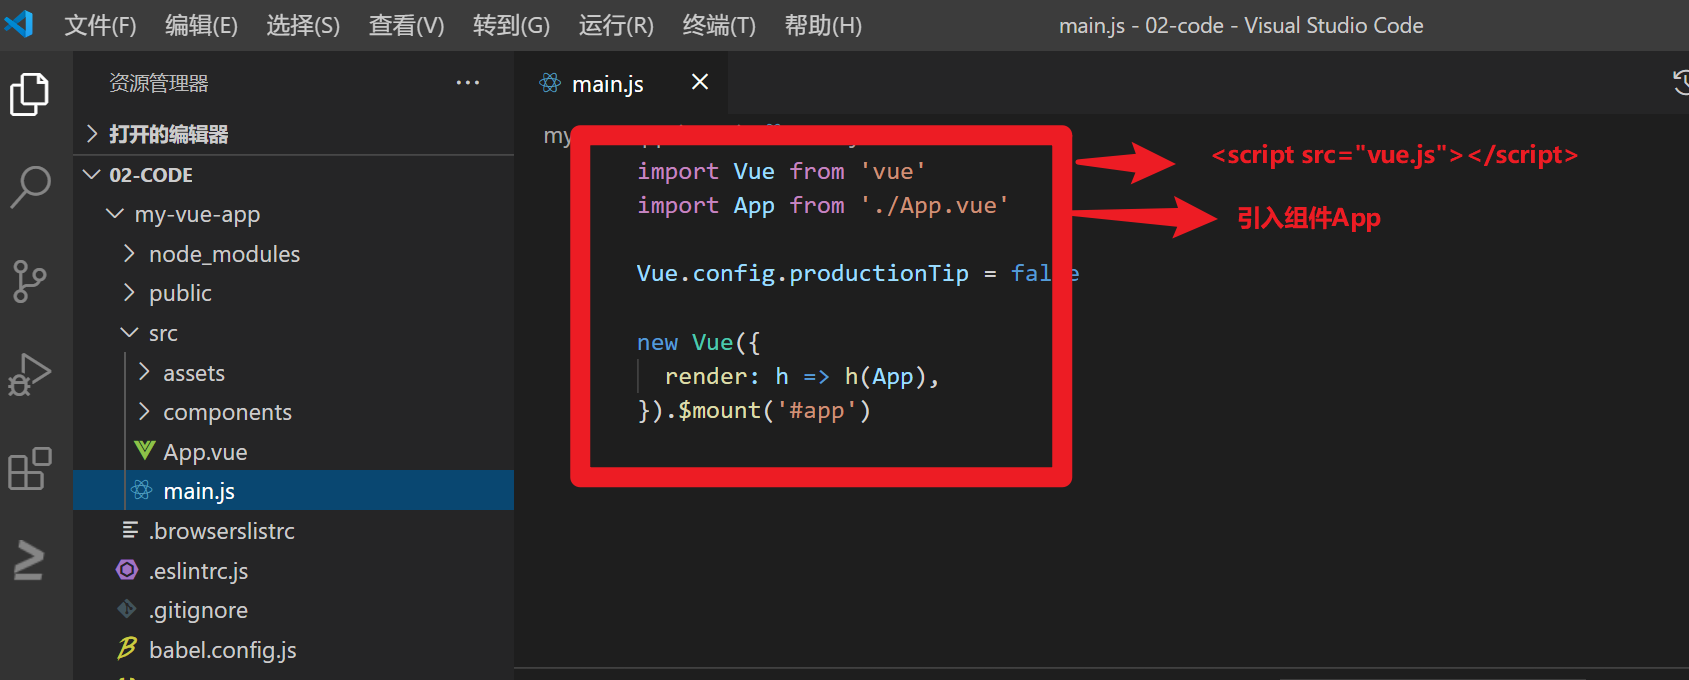 文件(F) 编辑(E) 选择(S) 查看(V) 转到(G) 运行(R) 终端(T) 帮助(H) main.js - 02-code - Visual Studio Code
资源管理器 ···
打开的编辑器
02-CODE
my-vue-app
node_modules
public
src
assets
components
App.vue
main.js
.browserslistrc
.eslintrc.js
.gitignore
babel.config.js
main.js
my
import Vue from 'vue'
import App from './App.vue'
Vue.config.productionTip = false
new Vue({
render: h => h(App),
}).$mount('#app')
<script src="vue.js"></script>
引入组件App